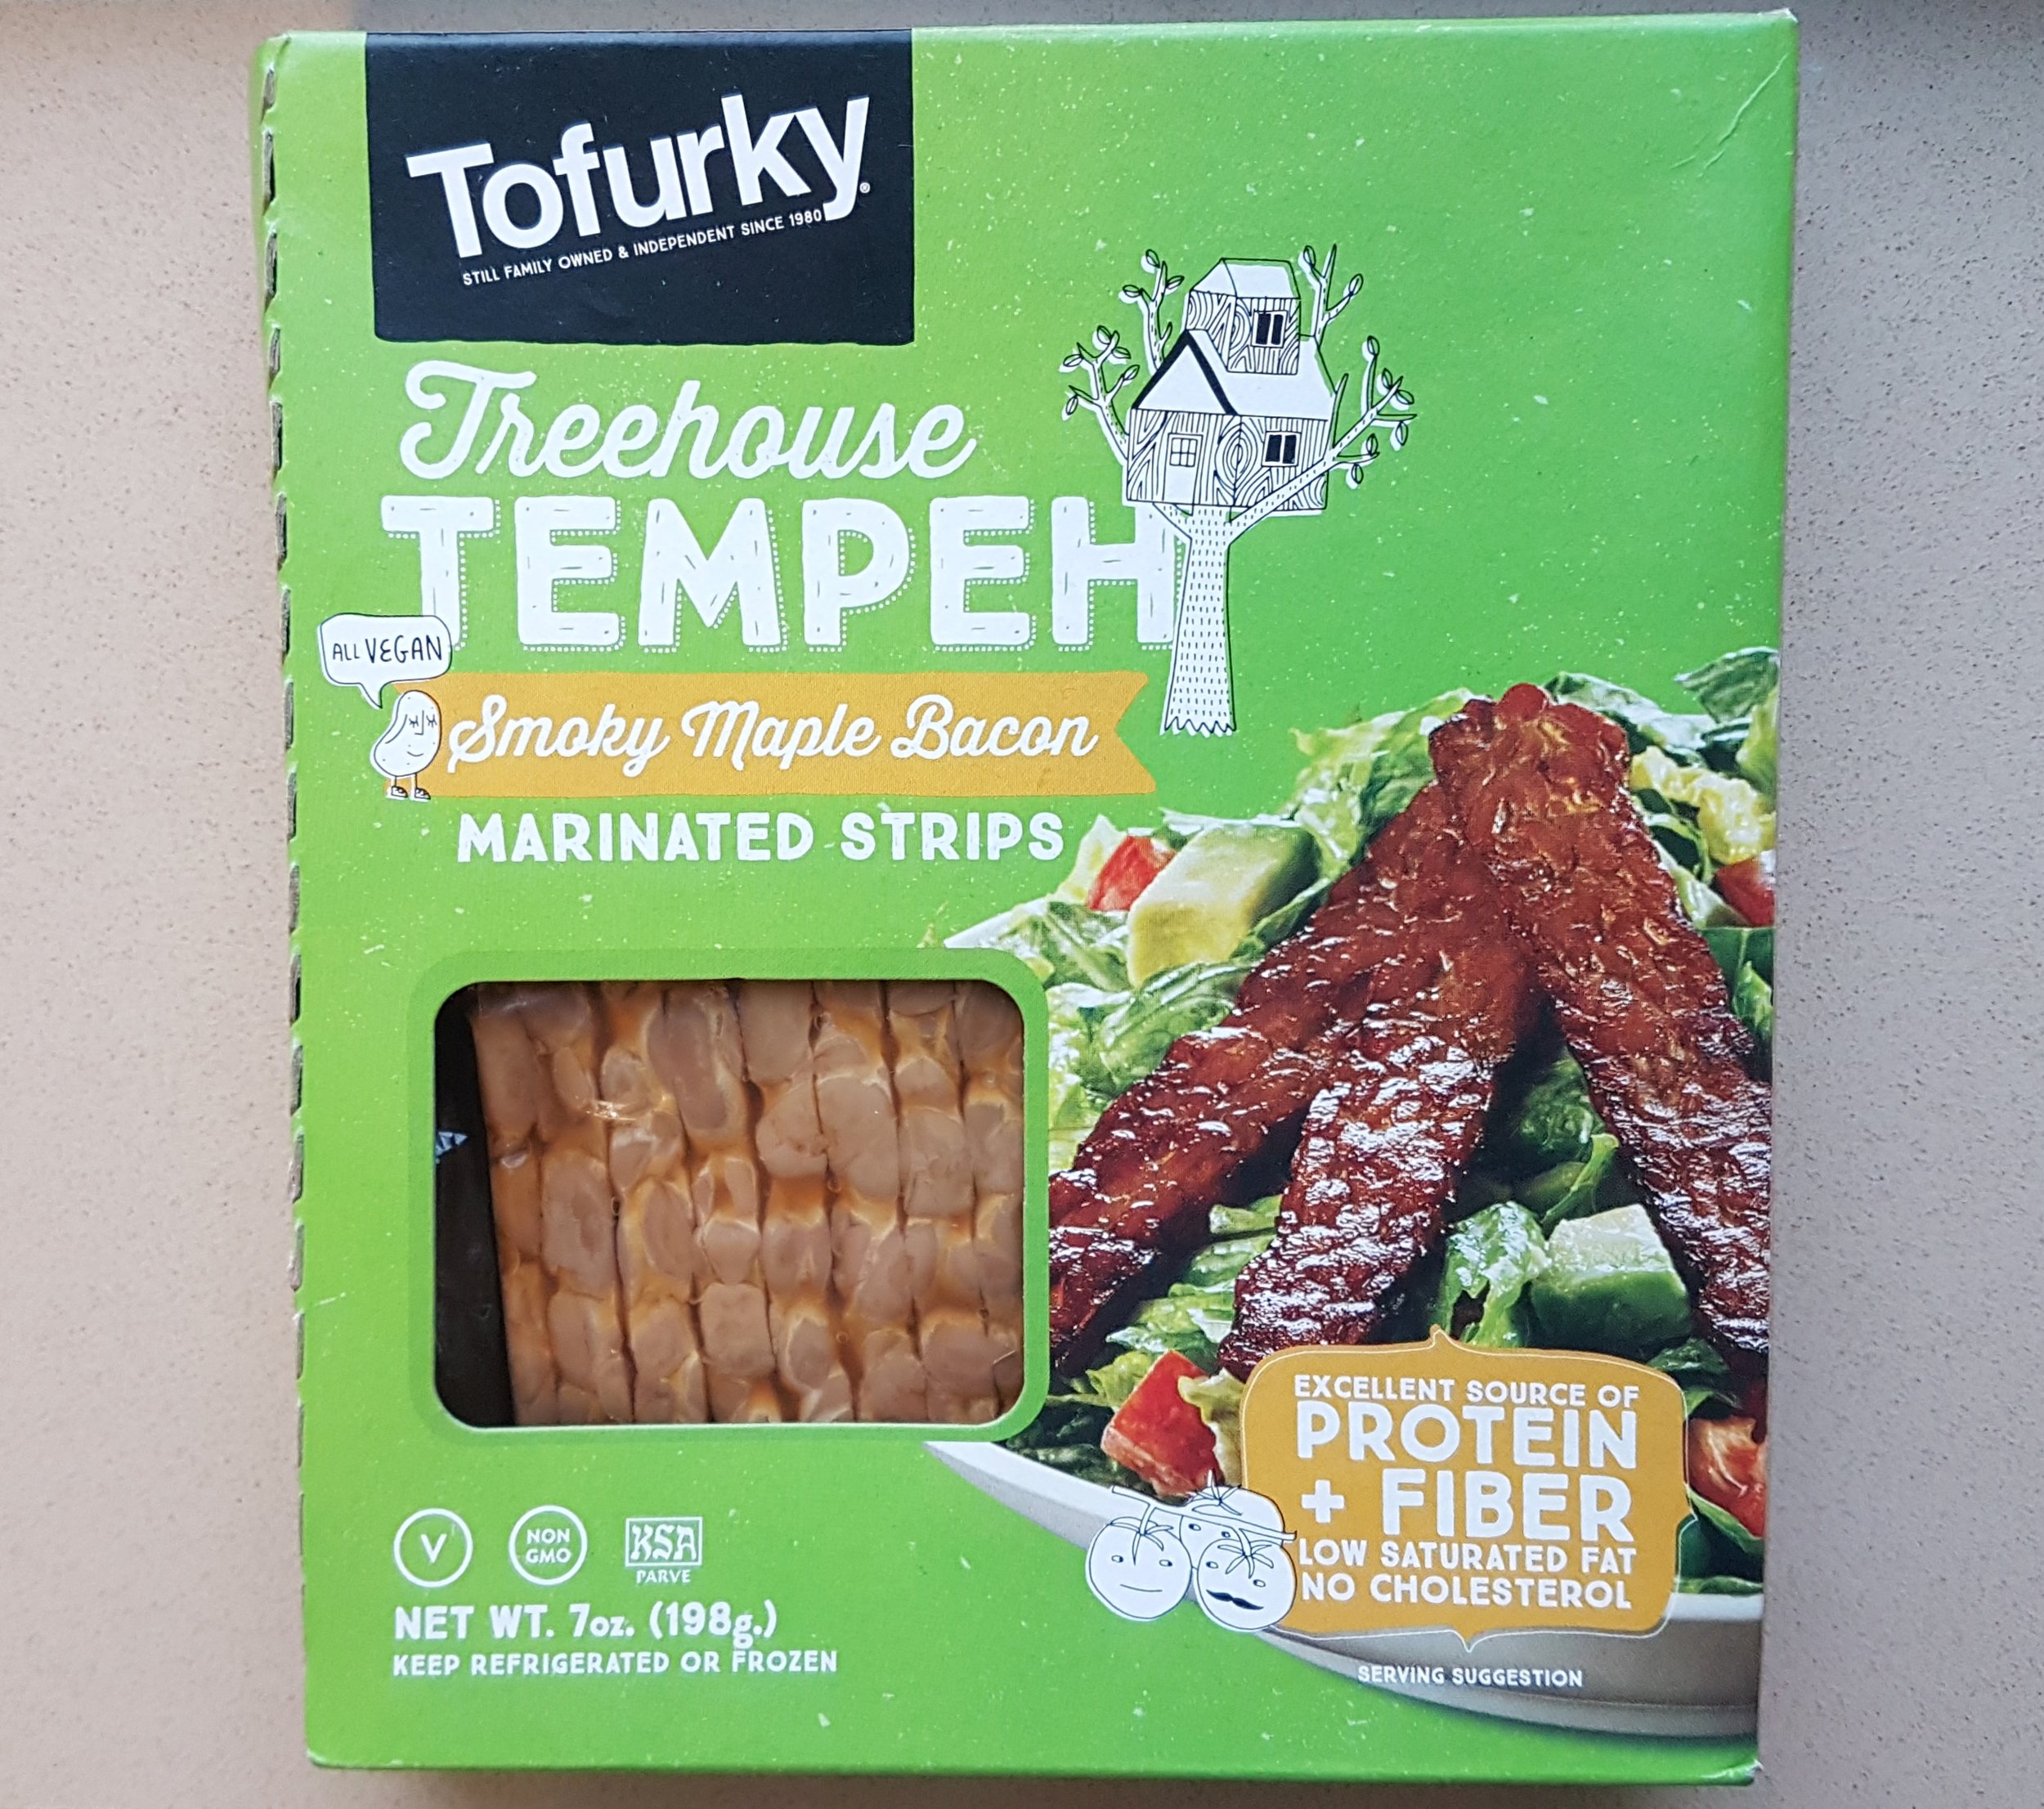 Tofurky®
STILL FAMILY OWNED & INDEPENDENT SINCE 1980
Treehouse
TEMPEH
ALL VEGAN
Smoky Maple Bacon
MARINATED STRIPS
EXCELLENT SOURCE OF
PROTEIN
+ FIBER
LOW SATURATED FAT
NO CHOLESTEROL
V
NON
GMO
KSA
PARVE
NET WT. 7oz. (198g.)
KEEP REFRIGERATED OR FROZEN
SERVING SUGGESTION